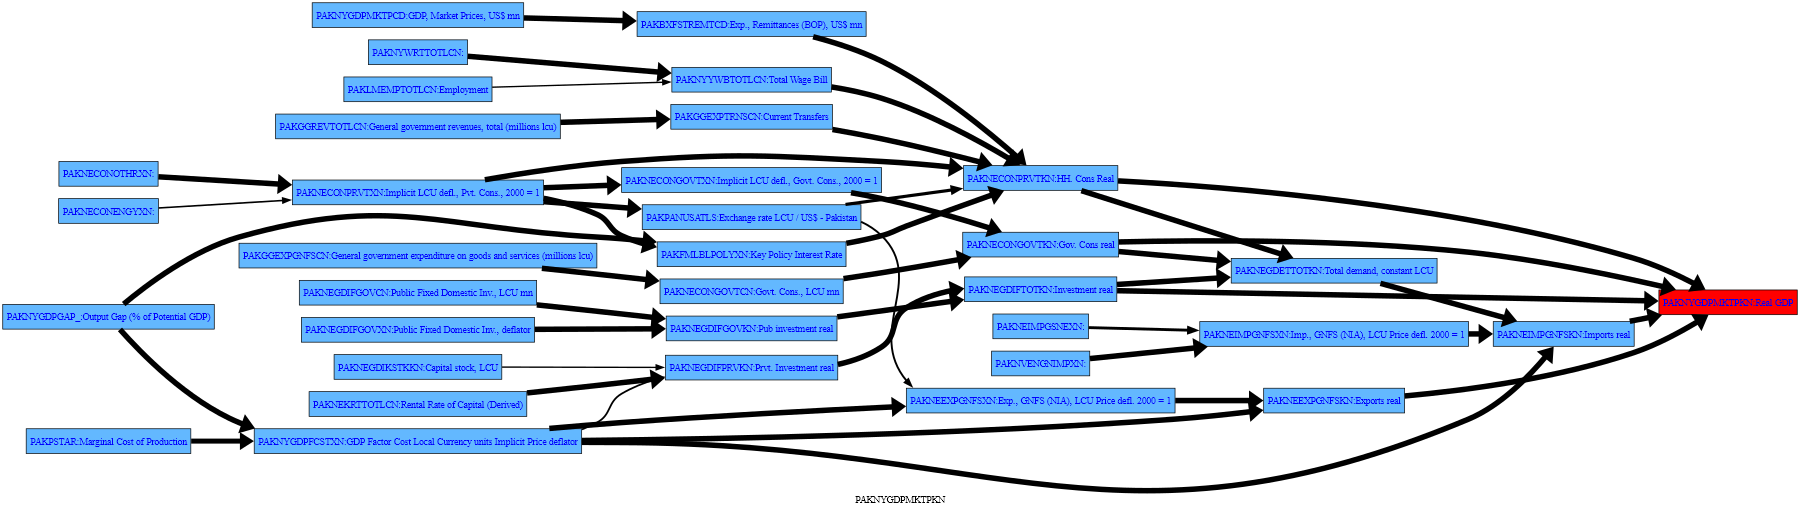 PAKNYGDPMKTPCD:GDP, Market Prices, US$ mn
PAKBXFSTREMTCD:Exp., Remittances (BOP), US$ mn
PAKNYWRTTOTLCN:
PAKNYYWBTOTLCN:Total Wage Bill
PAKLMEMPTOTLCN:Employment
PAKGGREVTOTLCN:General government revenues, total (millions lcu)
PAKGGEXPTRNSCN:Current Transfers
PAKNECONOTHRXN:
PAKNECONENGYXN:
PAKNECONPRVTXN:Implicit LCU defl., Pvt. Cons., 2000 = 1
PAKNECONGOVTXN:Implicit LCU defl., Govt. Cons., 2000 = 1
PAKNECONPRVTKN:HH. Cons Real
PAKPANUSATLS:Exchange rate LCU / US$ - Pakistan
PAKFMLBLPOLYXN:Key Policy Interest Rate
PAKNECONGOVTKN:Gov. Cons real
PAKGGEXPGNFSCN:General government expenditure on goods and services (millions lcu)
PAKNECONGOVTCN:Govt. Cons., LCU mn
PAKNEGDETTOTKN:Total demand, constant LCU
PAKNEGDIFGOVCN:Public Fixed Domestic Inv., LCU mn
PAKNEGDIFTOTKN:Investment real
PAKNYGDPMKTPKN:Real GDP
PAKNYGDPGAP_:Output Gap (% of Potential GDP)
PAKNEGDIFGOVXN:Public Fixed Domestic Inv., deflator
PAKNEGDIFGOVKN:Pub investment real
PAKNEIMPGSNEXN:
PAKNEIMPGNFSXN:Imp., GNFS (NIA), LCU Price defl. 2000 = 1
PAKNEIMPGNFSKN:Imports real
PAKNEGDIKSTKKN:Capital stock, LCU
PAKNEGDIFPRVKN:Prvt. Investment real
PAKNVENGNIMPXN:
PAKNEKRTTOTLCN:Rental Rate of Capital (Derived)
PAKNEEXPGNFSXN:Exp., GNFS (NIA), LCU Price defl. 2000 = 1
PAKNEEXPGNFSKN:Exports real
PAKPSTAR:Marginal Cost of Production
PAKNYGDPFCSTXN:GDP Factor Cost Local Currency units Implicit Price deflator
PAKNYGDPMKTPKN